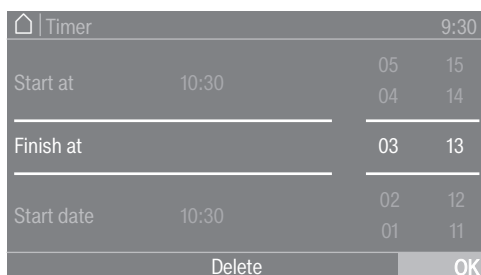 Timer 9:30
05 15
Start at 10:30
04 14
Finish at 03 13
02 12
Start date 10:30
01 11
Delete OK